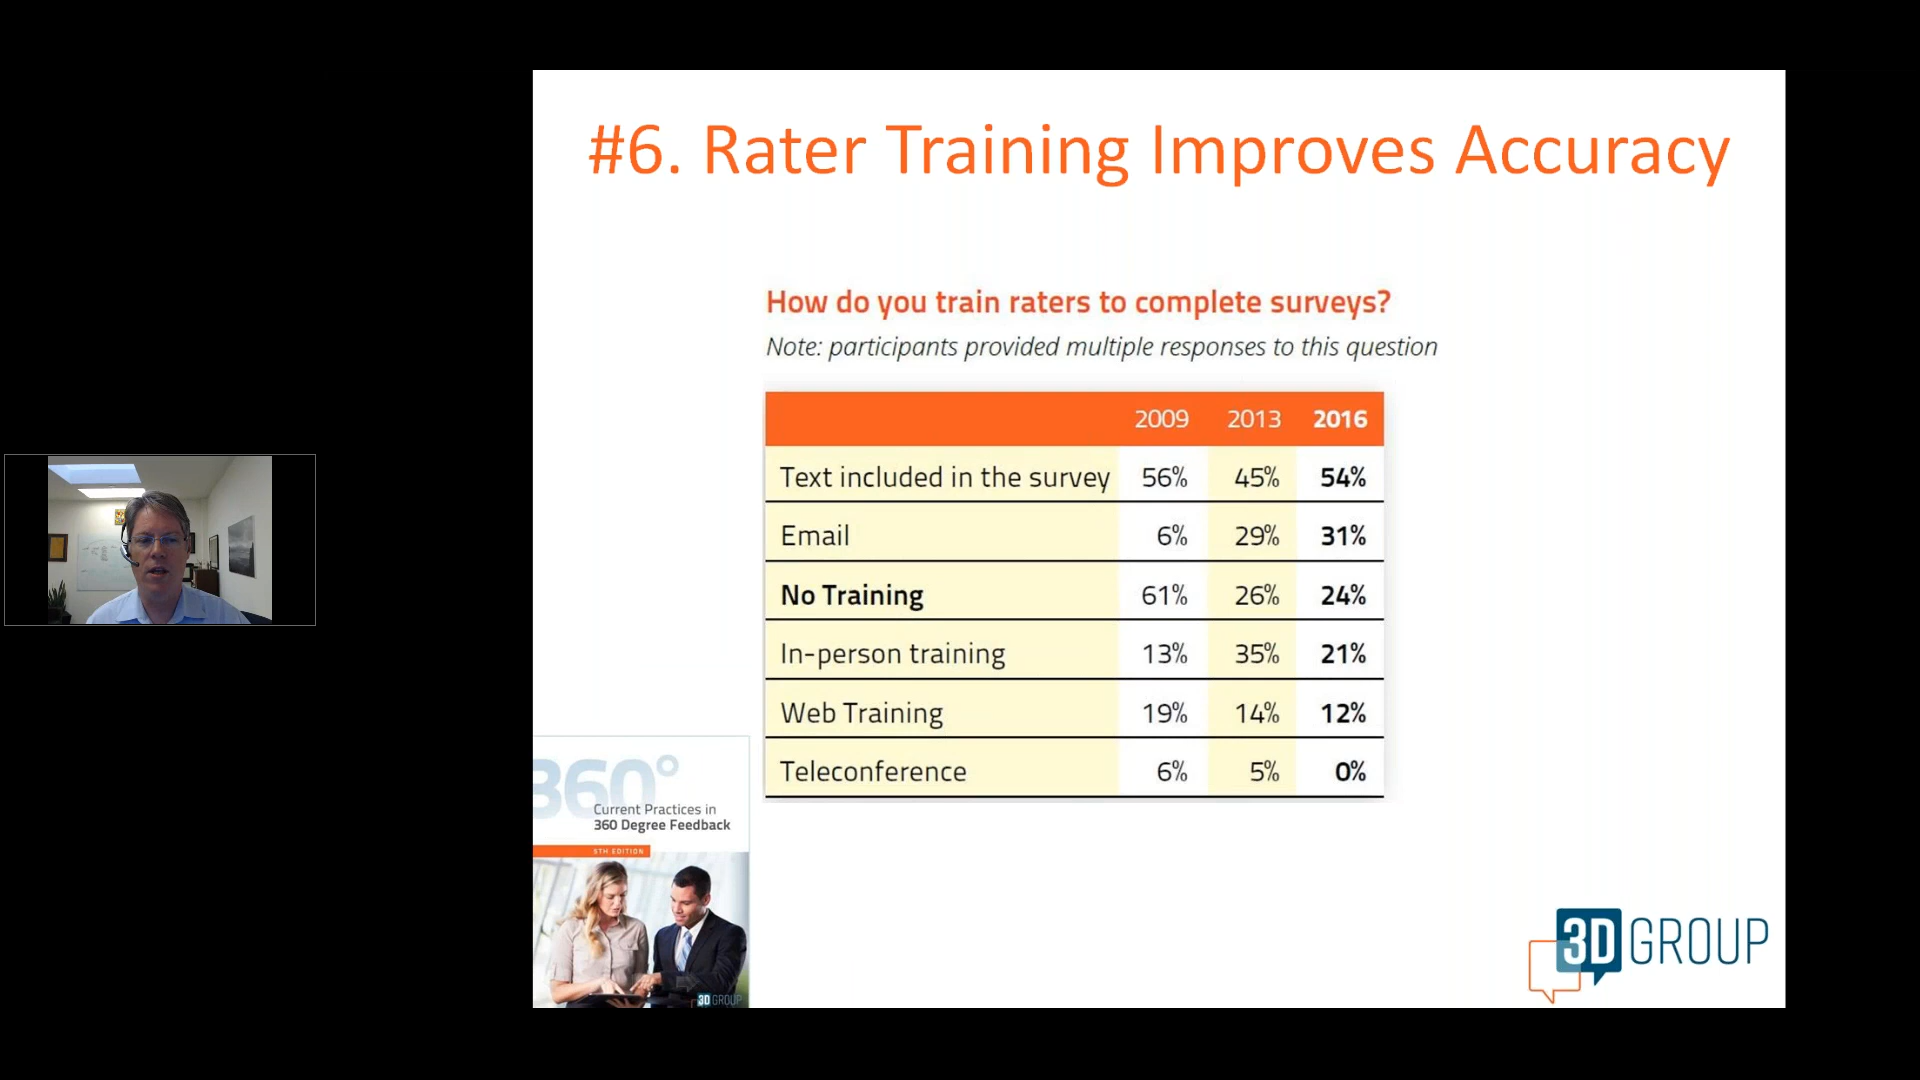 #6. Rater Training Improves Accuracy
How do you train raters to complete surveys?
Note: participants provided multiple responses to this question
2009 2013 2016
Text included in the survey 56% 45% 54%
Email 6% 29% 31%
No Training 61% 26% 24%
In-person training 13% 35% 21%
Web Training 19% 14% 12%
Teleconference 6% 5% 0%
360°
Current Practices in
360 Degree Feedback
5TH EDITION
3D GROUP
3D GROUP